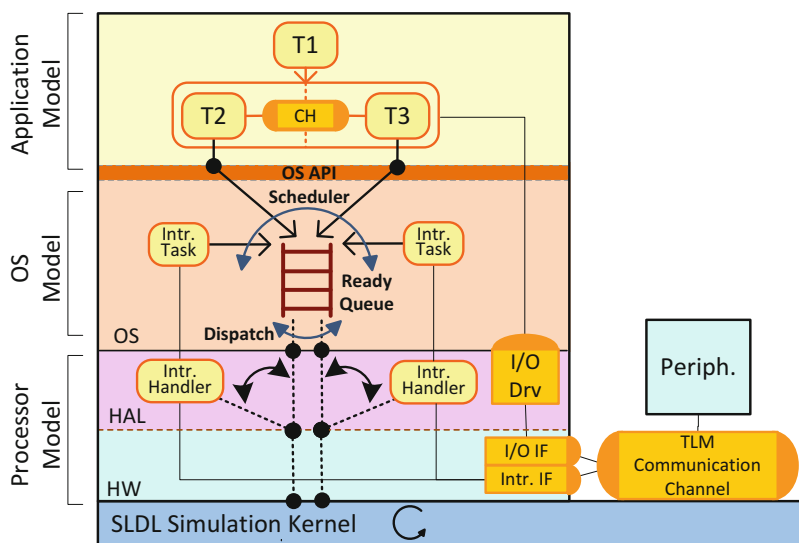 Application
Model
T1
T2
CH
T3
OS API
Scheduler
OS
Model
Intr.
Task
Intr.
Task
Ready
Queue
Dispatch
OS
I/O
Drv
Periph.
Processor
Model
Intr.
Handler
Intr.
Handler
HAL
I/O IF
Intr. IF
TLM
Communication
Channel
HW
SLDL Simulation Kernel